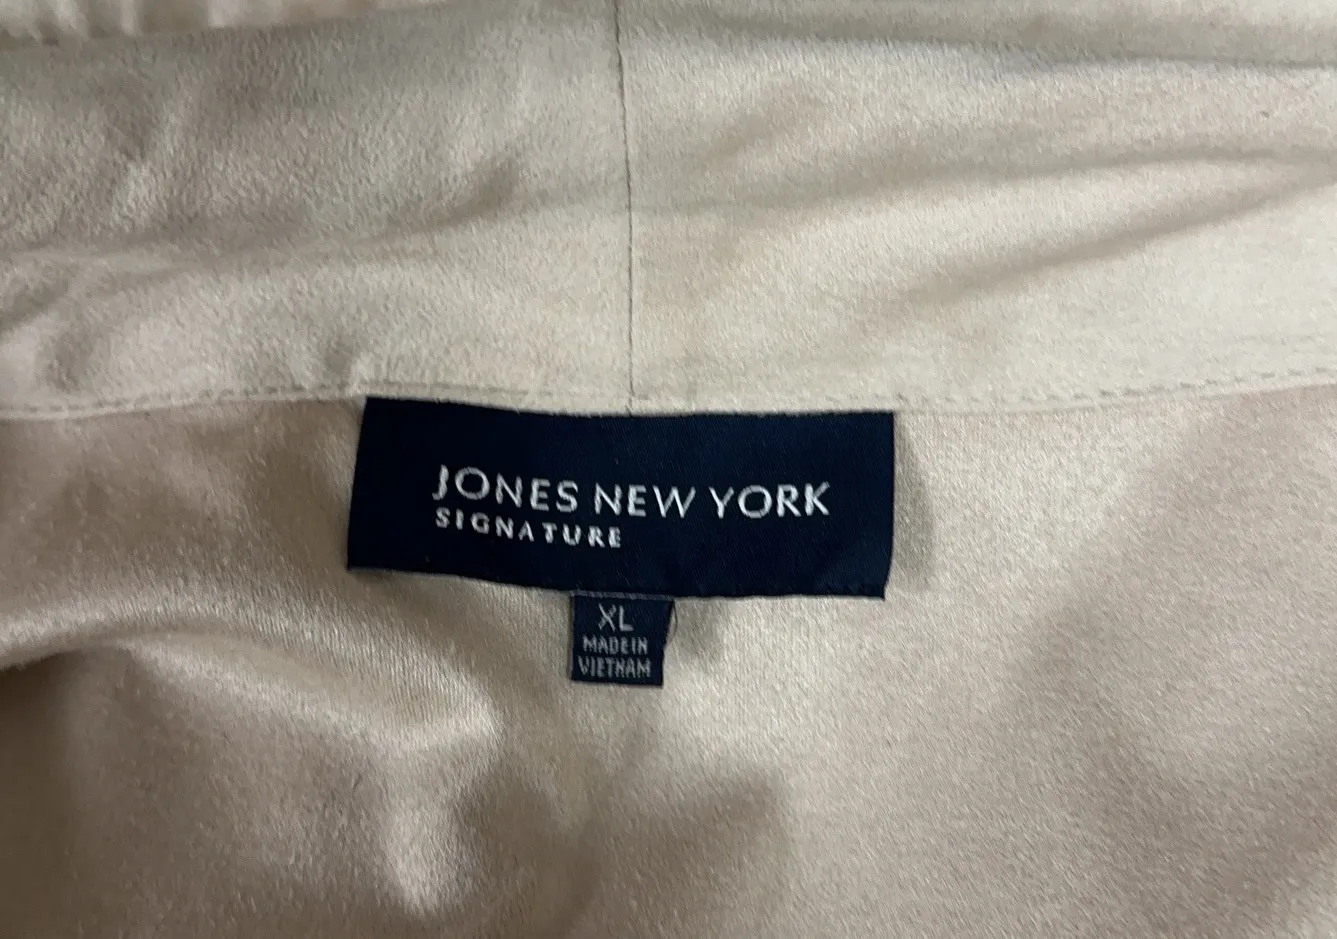 JONES NEW YORK
SIGNATURE
XL
MADE IN
VIETNAM